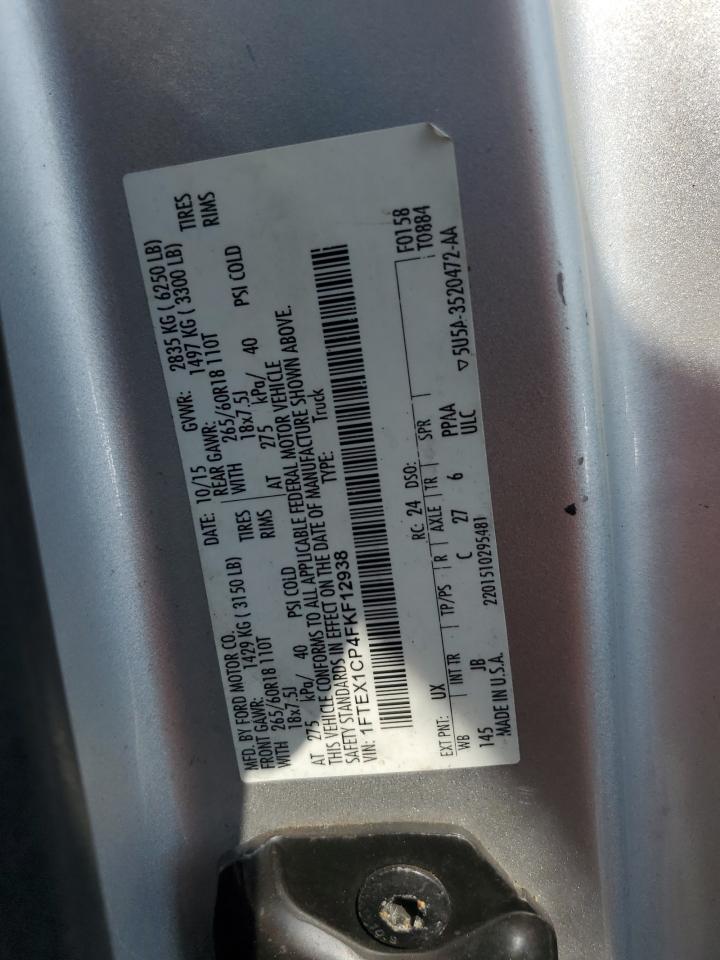 MFD. BY FORD MOTOR CO.
DATE: 10/15 GVWR: 2835 KG ( 6250 LB)
FRONT GAWR: 1429 KG ( 3150 LB) REAR GAWR: 1497 KG ( 3300 LB)
WITH 265/60R18 110T TIRES WITH 265/60R18 110T TIRES
18x7.5J RIMS 18x7.5J RIMS
AT 275 kPa/ 40 PSI COLD AT 275 kPa/ 40 PSI COLD
THIS VEHICLE CONFORMS TO ALL APPLICABLE FEDERAL MOTOR VEHICLE
SAFETY STANDARDS IN EFFECT ON THE DATE OF MANUFACTURE SHOWN ABOVE.
VIN: 1FTEX1CP4FKF12938 TYPE: Truck
F0158
EXT PNT: UX RC: 24 DSO: T0884
WB INT TR TP/PS R AXLE TR SPR
145 JB C 27 6 PPAA ▽5U5A-3520472-AA
MADE IN U.S.A. 2201510295481 ULC